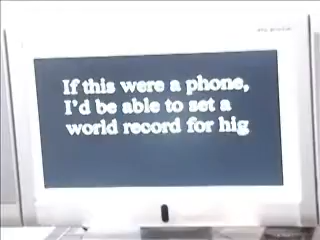 If this were a phone,
I'd be able to set a
world record for hig